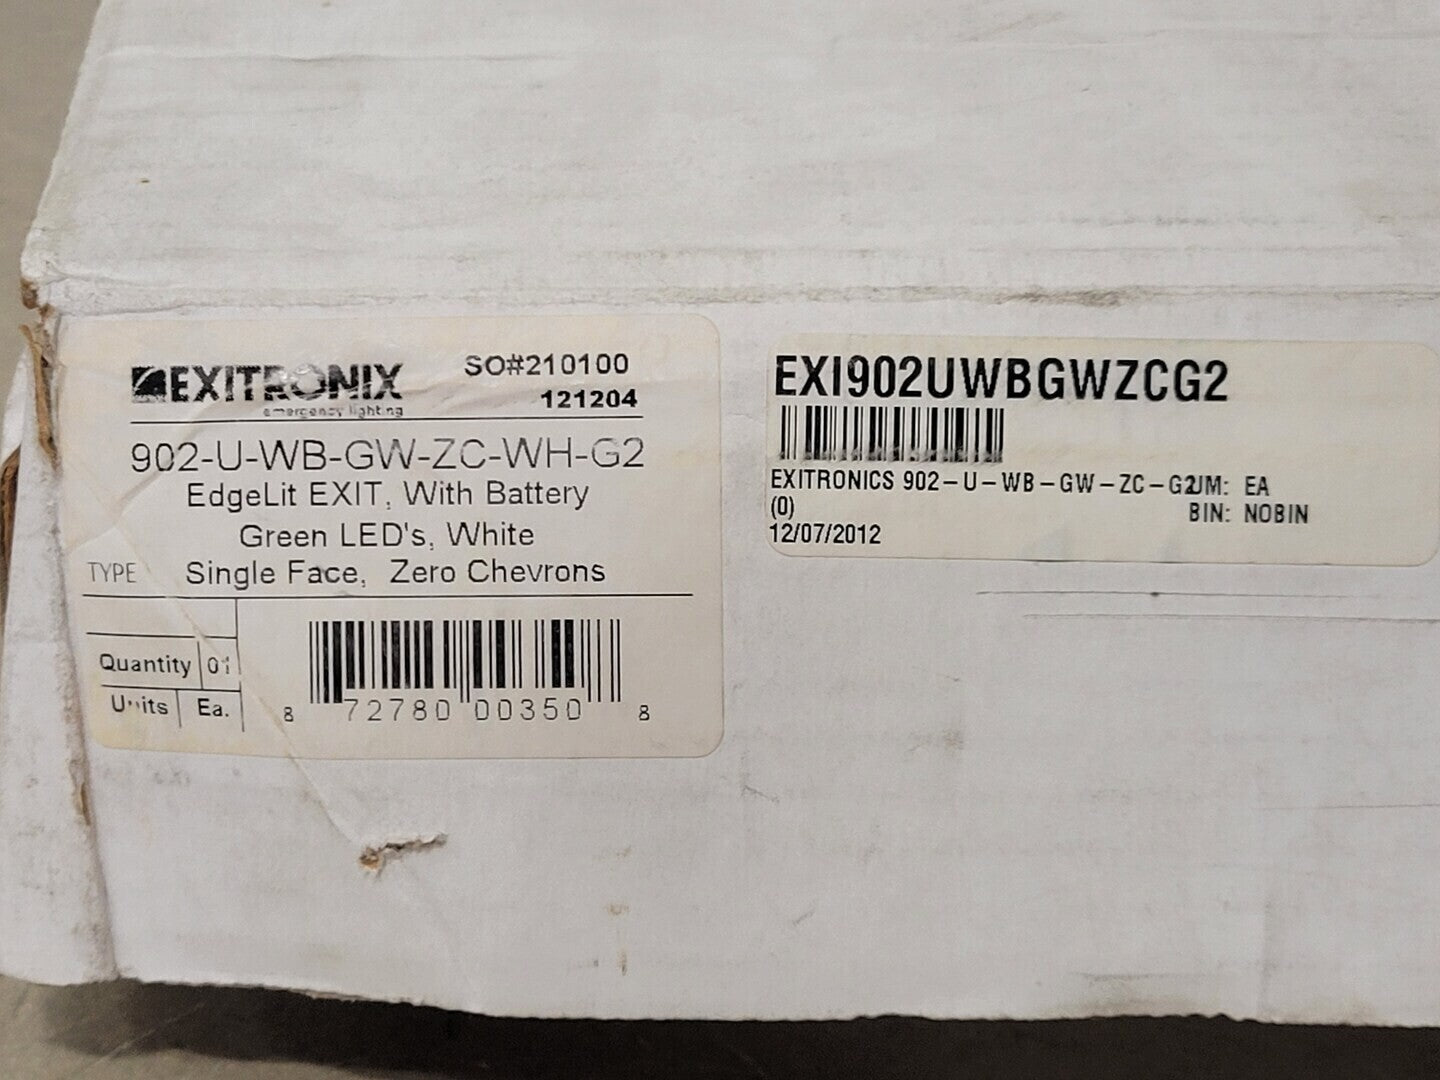 EXITRONIX
emergency lighting
SO#210100
121204
902-U-WB-GW-ZC-WH-G2
EdgeLit EXIT, With Battery
Green LED's, White
TYPE Single Face, Zero Chevrons
Quantity 01
Units Ea.
8 72780 00350 8
EXI902UWBGWZCG2
EXITRONICS 902-U-WB-GW-ZC-G2 UM: EA
(0) BIN: NOBIN
12/07/2012